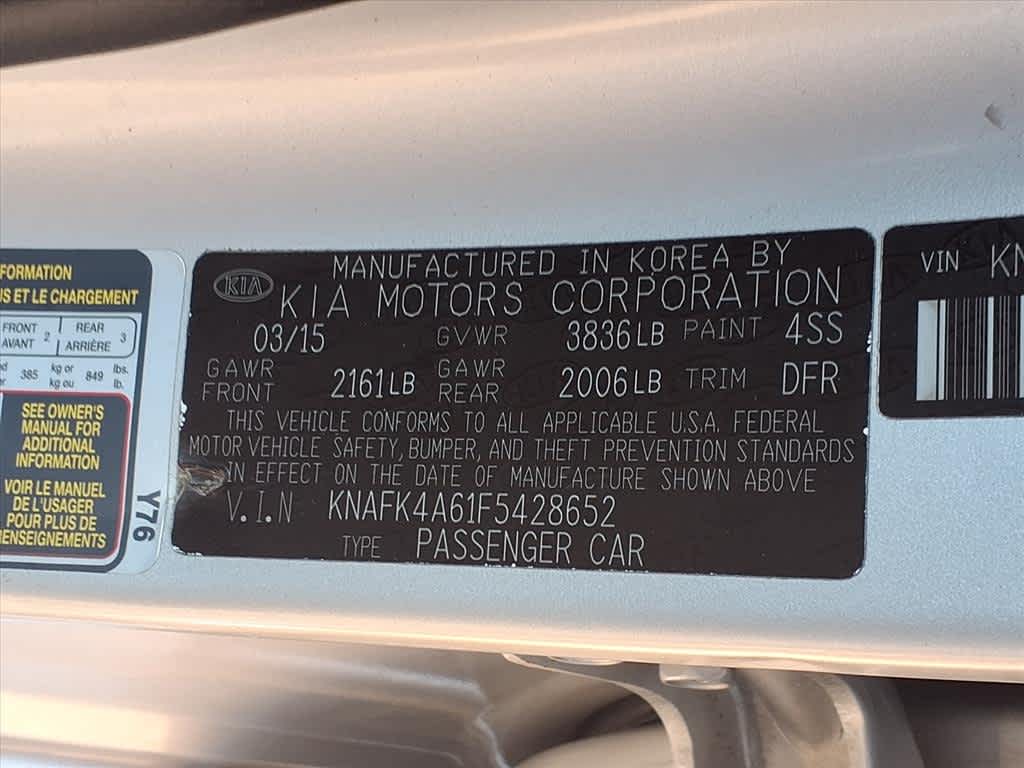 FORMATION
US ET LE CHARGEMENT
FRONT AVANT 2 REAR ARRIÈRE 3
385 kg or kg ou 849 lbs. lb.
SEE OWNER'S
MANUAL FOR
ADDITIONAL
INFORMATION
VOIR LE MANUEL
DE L'USAGER
POUR PLUS DE
RENSEIGNEMENTS
Y76
KIA
MANUFACTURED IN KOREA BY
KIA MOTORS CORPORATION
03/15 GVWR 3836LB PAINT 4SS
GAWR FRONT 2161LB GAWR REAR 2006LB TRIM DFR
THIS VEHICLE CONFORMS TO ALL APPLICABLE U.S.A. FEDERAL
MOTOR VEHICLE SAFETY, BUMPER, AND THEFT PREVENTION STANDARDS
IN EFFECT ON THE DATE OF MANUFACTURE SHOWN ABOVE
V.I.N KNAFK4A61F5428652
TYPE PASSENGER CAR
VIN KN